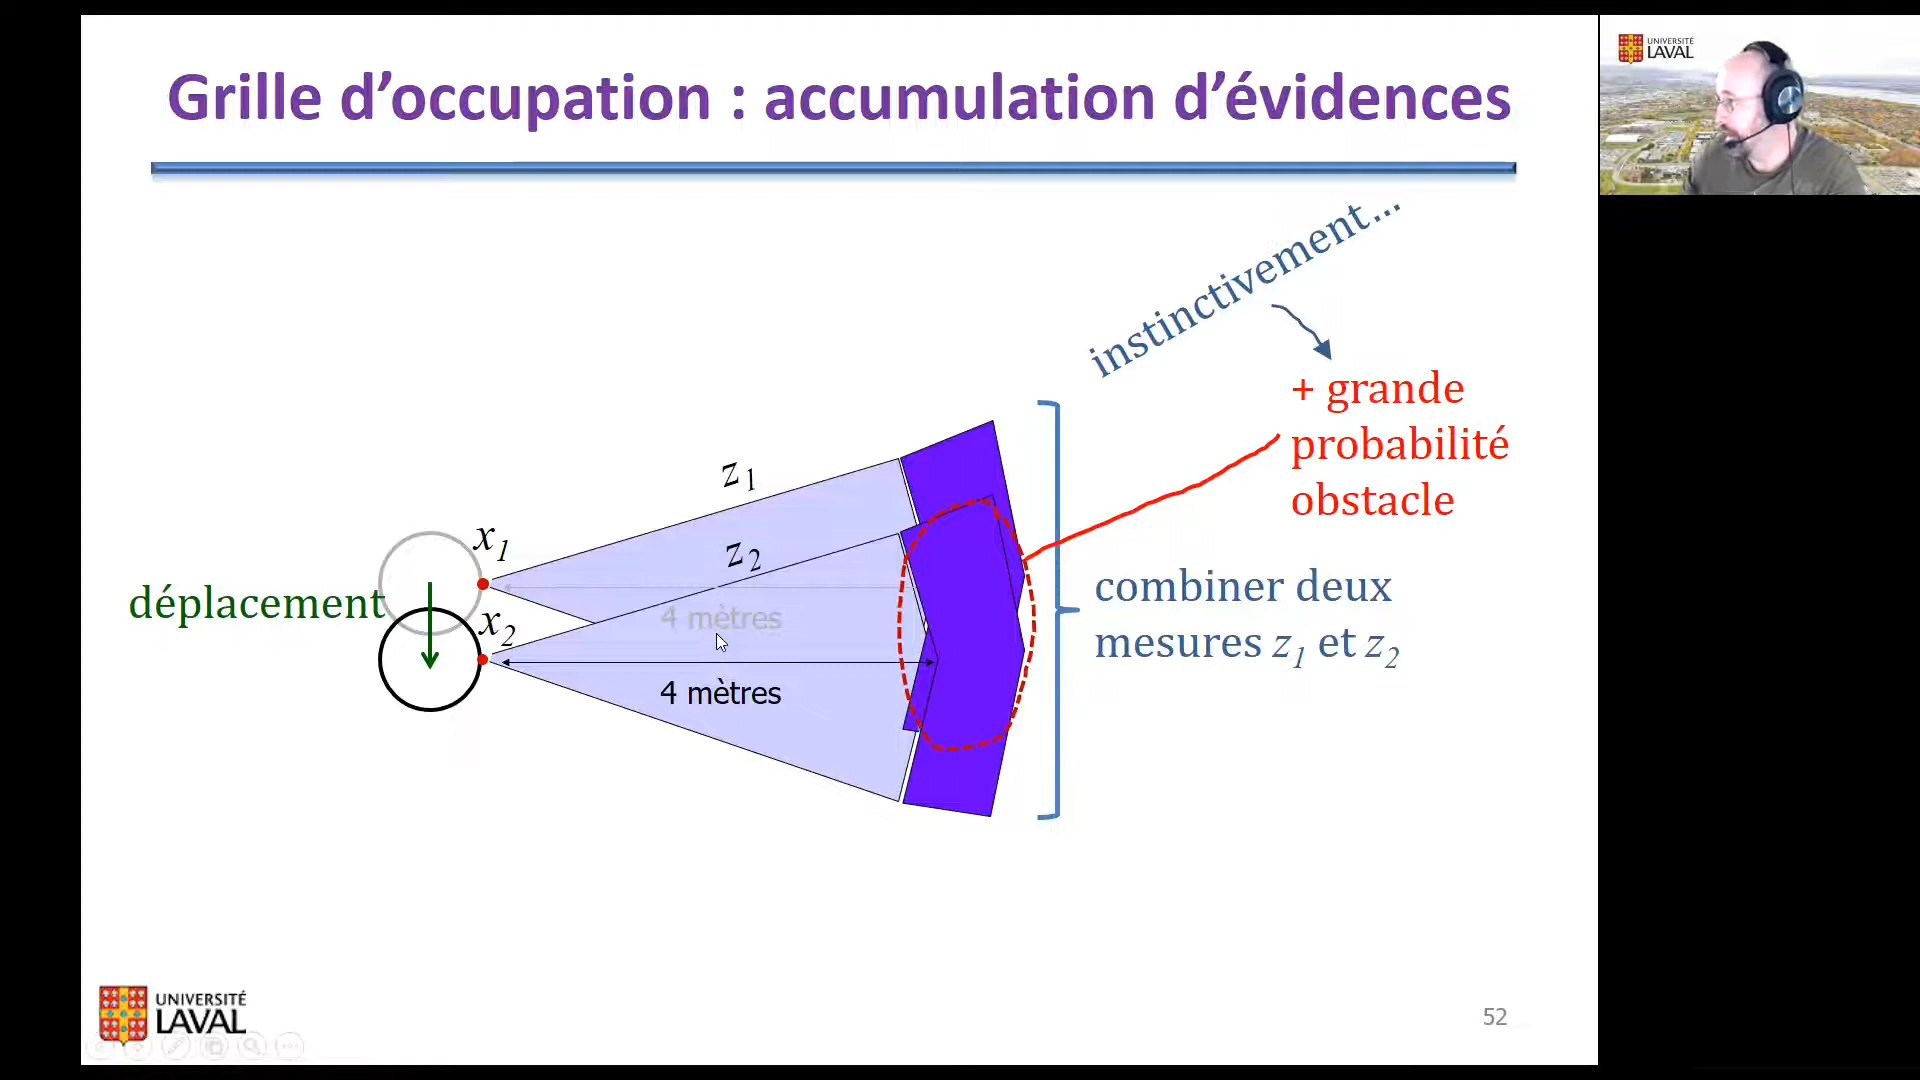 Grille d’occupation : accumulation d’évidences
UNIVERSITÉ
LAVAL
instinctivement...
+ grande
probabilité
obstacle
z1
x1
z2
déplacement
4 mètres
x2
combiner deux
mesures z1 et z2
4 mètres
UNIVERSITÉ
LAVAL
52